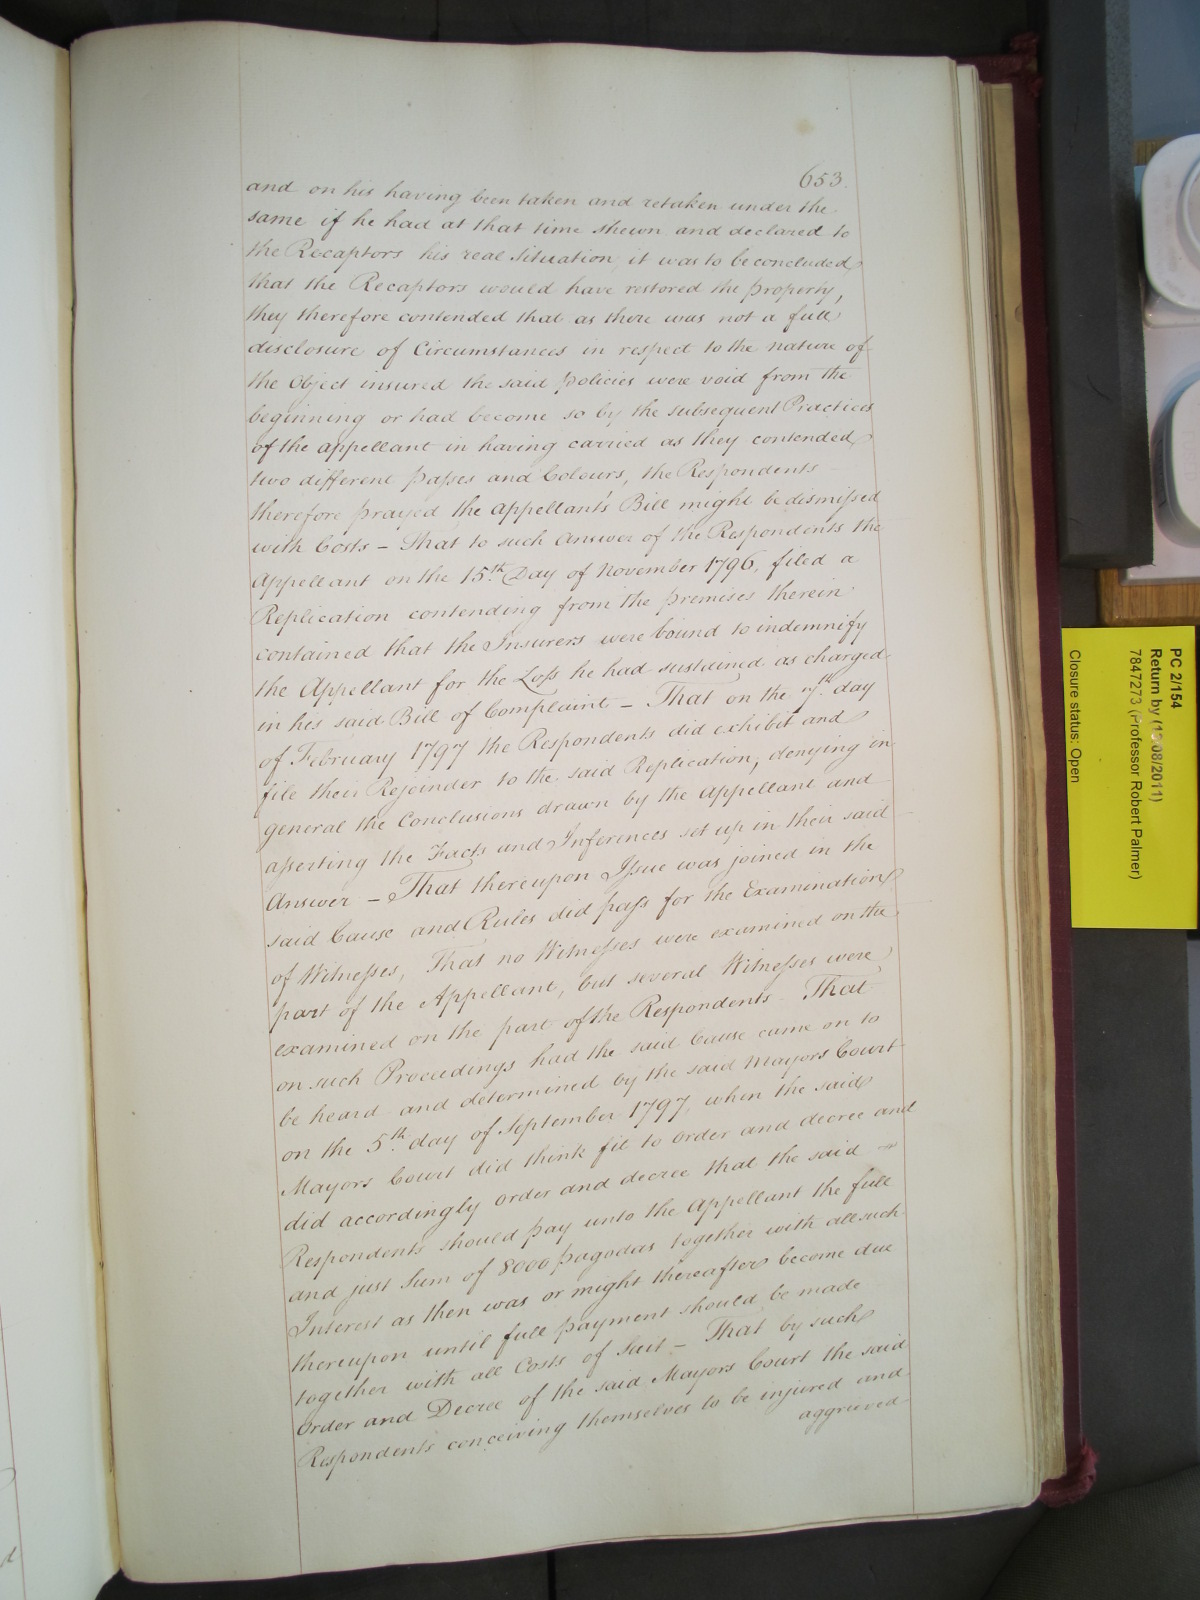 653.
and on his having been taken and retaken under the
same if he had at that time shewn and declared to
the Recaptors his real situation, it was to be concluded
that the Recaptors would have restored the property,
they therefore contended that as there was not a full
disclosure of Circumstances in respect to the nature of
the Object insured the said policies were void from the
beginning or had become so by the subsequent Practices
of the appellant in having carried as they contended
two different passes and Colours, the Respondents
therefore prayed the appellant's Bill might be dismissed
with Costs – That to such Answer of the Respondents the
Appellant on the 15th Day of November 1796, filed a
Replication contending from the premises therein
contained that the Insurers were bound to indemnify
the Appellant for the Loss he had sustained as charged
in his said Bill of Complaint – That on the 7th day
of February 1797 the Respondents did exhibit and
file their Rejoinder to the said Replication, denying in
general the Conclusions drawn by the Appellant and
asserting the Facts and Inferences set up in their said
Answer – That thereupon Issue was joined in the
said Cause and Rules did pass for the Examination
of Witnesses, That no Witnesses were examined on the
part of the Appellant, but several Witnesses were
examined on the part of the Respondents That
on such Proceedings had the said Cause came on to
be heard and determined by the said Mayors Court
on the 5th day of September 1797, when the said
Mayors Court did think fit to order and decree and
did accordingly order and decree that the said
Respondents should pay unto the Appellant the full
and just Sum of 8000 pagodas together with all such
Interest as then was or might thereafter become due
thereupon until full payment should be made
together with all Costs of Suit – That by such
Order and Decree of the said Mayors Court the said
Respondents conceiving themselves to be injured and
aggrieved
PC 2/154
Return by (13/08/2011)
7847273 (Professor Robert Palmer)
Closure status: Open